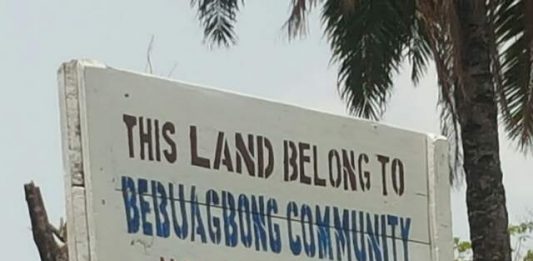 THIS LAND BELONG TO
BEBUAGBONG COMMUNITY